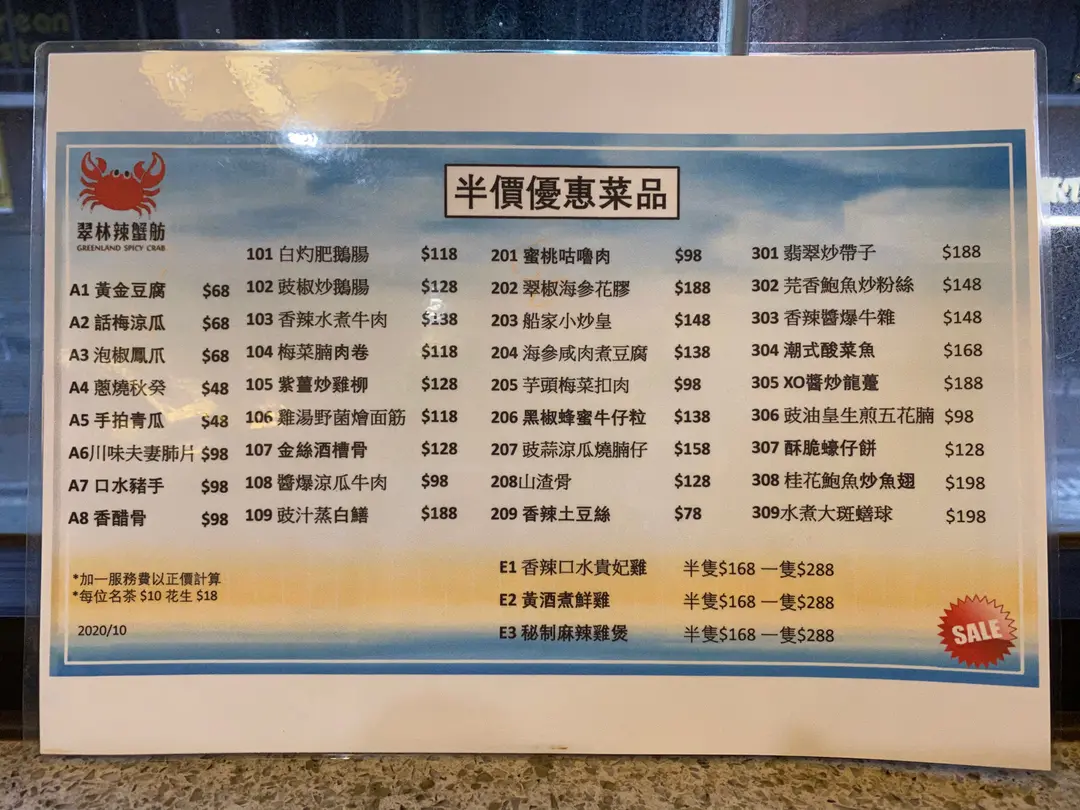 半價優惠菜品
翠林辣蟹舫
GREENLAND SPICY CRAB
A1 黃金豆腐 $68
A2 話梅涼瓜 $68
A3 泡椒鳳爪 $68
A4 蔥燒秋葵 $48
A5 手拍青瓜 $48
A6川味夫妻肺片 $98
A7 口水豬手 $98
A8 香醋骨 $98
101 白灼肥鵝腸 $118
102 豉椒炒鵝腸 $128
103 香辣水煮牛肉 $138
104 梅菜腩肉卷 $118
105 紫薑炒雞柳 $128
106 雞湯野菌燴面筋 $118
107 金絲酒槽骨 $128
108 醬爆涼瓜牛肉 $98
109 豉汁蒸白鱔 $188
201 蜜桃咕嚕肉 $98
202 翠椒海參花膠 $188
203 船家小炒皇 $148
204 海參咸肉煮豆腐 $138
205 芋頭梅菜扣肉 $98
206 黑椒蜂蜜牛仔粒 $138
207 豉蒜涼瓜燒腩仔 $158
208山渣骨 $128
209 香辣土豆絲 $78
301 翡翠炒帶子 $188
302 芫香鮑魚炒粉絲 $148
303 香辣醬爆牛雜 $148
304 潮式酸菜魚 $168
305 XO醬炒龍躉 $188
306 豉油皇生煎五花腩 $98
307 酥脆蠔仔餅 $128
308 桂花鮑魚炒魚翅 $198
309水煮大斑鱔球 $198
E1 香辣口水貴妃雞 半隻$168 一隻$288
E2 黃酒煮鮮雞 半隻$168 一隻$288
E3 秘制麻辣雞煲 半隻$168 一隻$288
*加一服務費以正價計算
*每位名茶 $10 花生 $18
2020/10
SALE